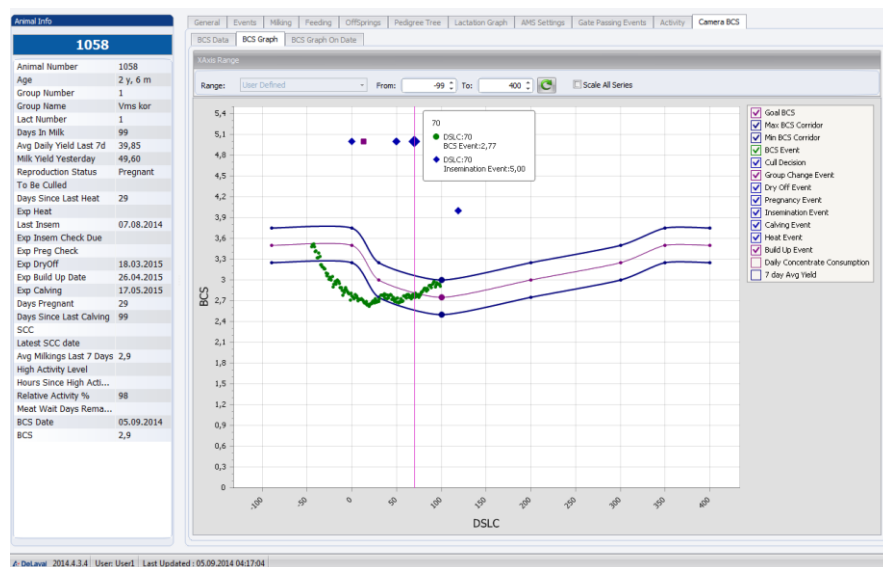 Animal Info
1058
Animal Number 1058
Age 2 y, 6 m
Group Number 1
Group Name Vms kor
Lact Number 1
Days In Milk 99
Avg Daily Yield Last 7d 39,85
Milk Yield Yesterday 49,60
Reproduction Status Pregnant
To Be Culled
Days Since Last Heat 29
Exp Heat
Last Insem 07.08.2014
Exp Insem Check Due
Exp Preg Check
Exp DryOff 18.03.2015
Exp Build Up Date 26.04.2015
Exp Calving 17.05.2015
Days Pregnant 29
Days Since Last Calving 99
SCC
Latest SCC date
Avg Milkings Last 7 Days 2,9
High Activity Level
Hours Since High Acti...
Relative Activity % 98
Meat Wait Days Rema...
BCS Date 05.09.2014
BCS 2,9
General Events Milking Feeding OffSprings Pedigree Tree Lactation Graph AMS Settings Gate Passing Events Activity Camera BCS
BCS Data BCS Graph BCS Graph On Date
XAxis Range
Range: User Defined From: -99 To: 400 Scale All Series
5,4
5,1
4,8
4,5
4,2
3,9
3,6
3,3
3
2,7
2,4
2,1
1,8
1,5
1,2
0,9
0,6
0,3
0
BCS
70
DSLC:70
BCS Event:2,77
DSLC:70
Insemination Event:5,00
-100 -50 0 50 100 150 200 250 300 350 400
DSLC
Goal BCS
Max BCS Corridor
Min BCS Corridor
BCS Event
Cull Decision
Group Change Event
Dry Off Event
Pregnancy Event
Insemination Event
Calving Event
Heat Event
Build Up Event
Daily Concentrate Consumption
7 day Avg Yield
DeLaval 2014.4.3.4 User: User1 Last Updated : 05.09.2014 04:17:04